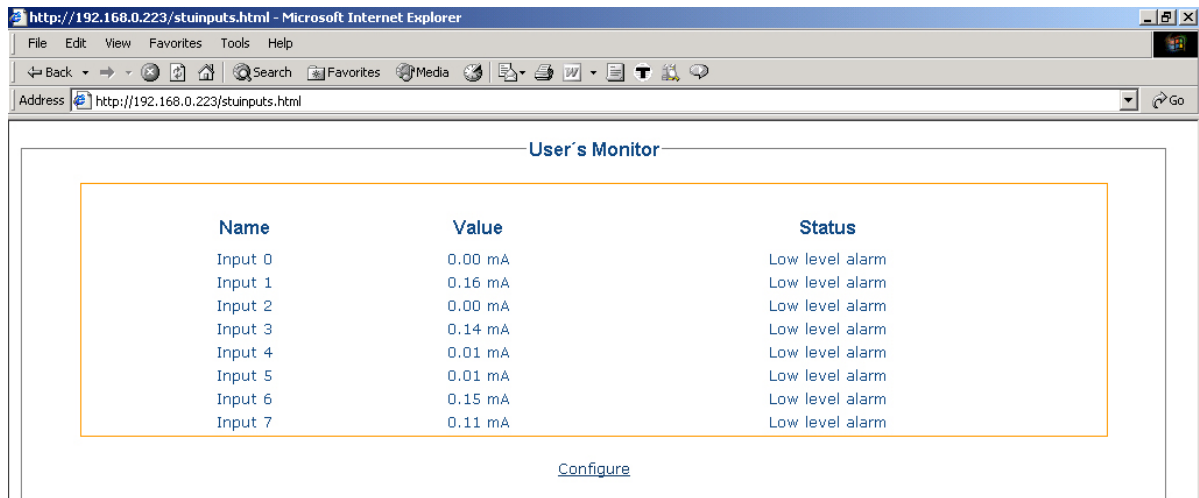 http://192.168.0.223/stuinputs.html - Microsoft Internet Explorer
File Edit View Favorites Tools Help
Back Search Favorites Media
Address http://192.168.0.223/stuinputs.html Go
User´s Monitor
Name Value Status
Input 0 0.00 mA Low level alarm
Input 1 0.16 mA Low level alarm
Input 2 0.00 mA Low level alarm
Input 3 0.14 mA Low level alarm
Input 4 0.01 mA Low level alarm
Input 5 0.01 mA Low level alarm
Input 6 0.15 mA Low level alarm
Input 7 0.11 mA Low level alarm
Configure